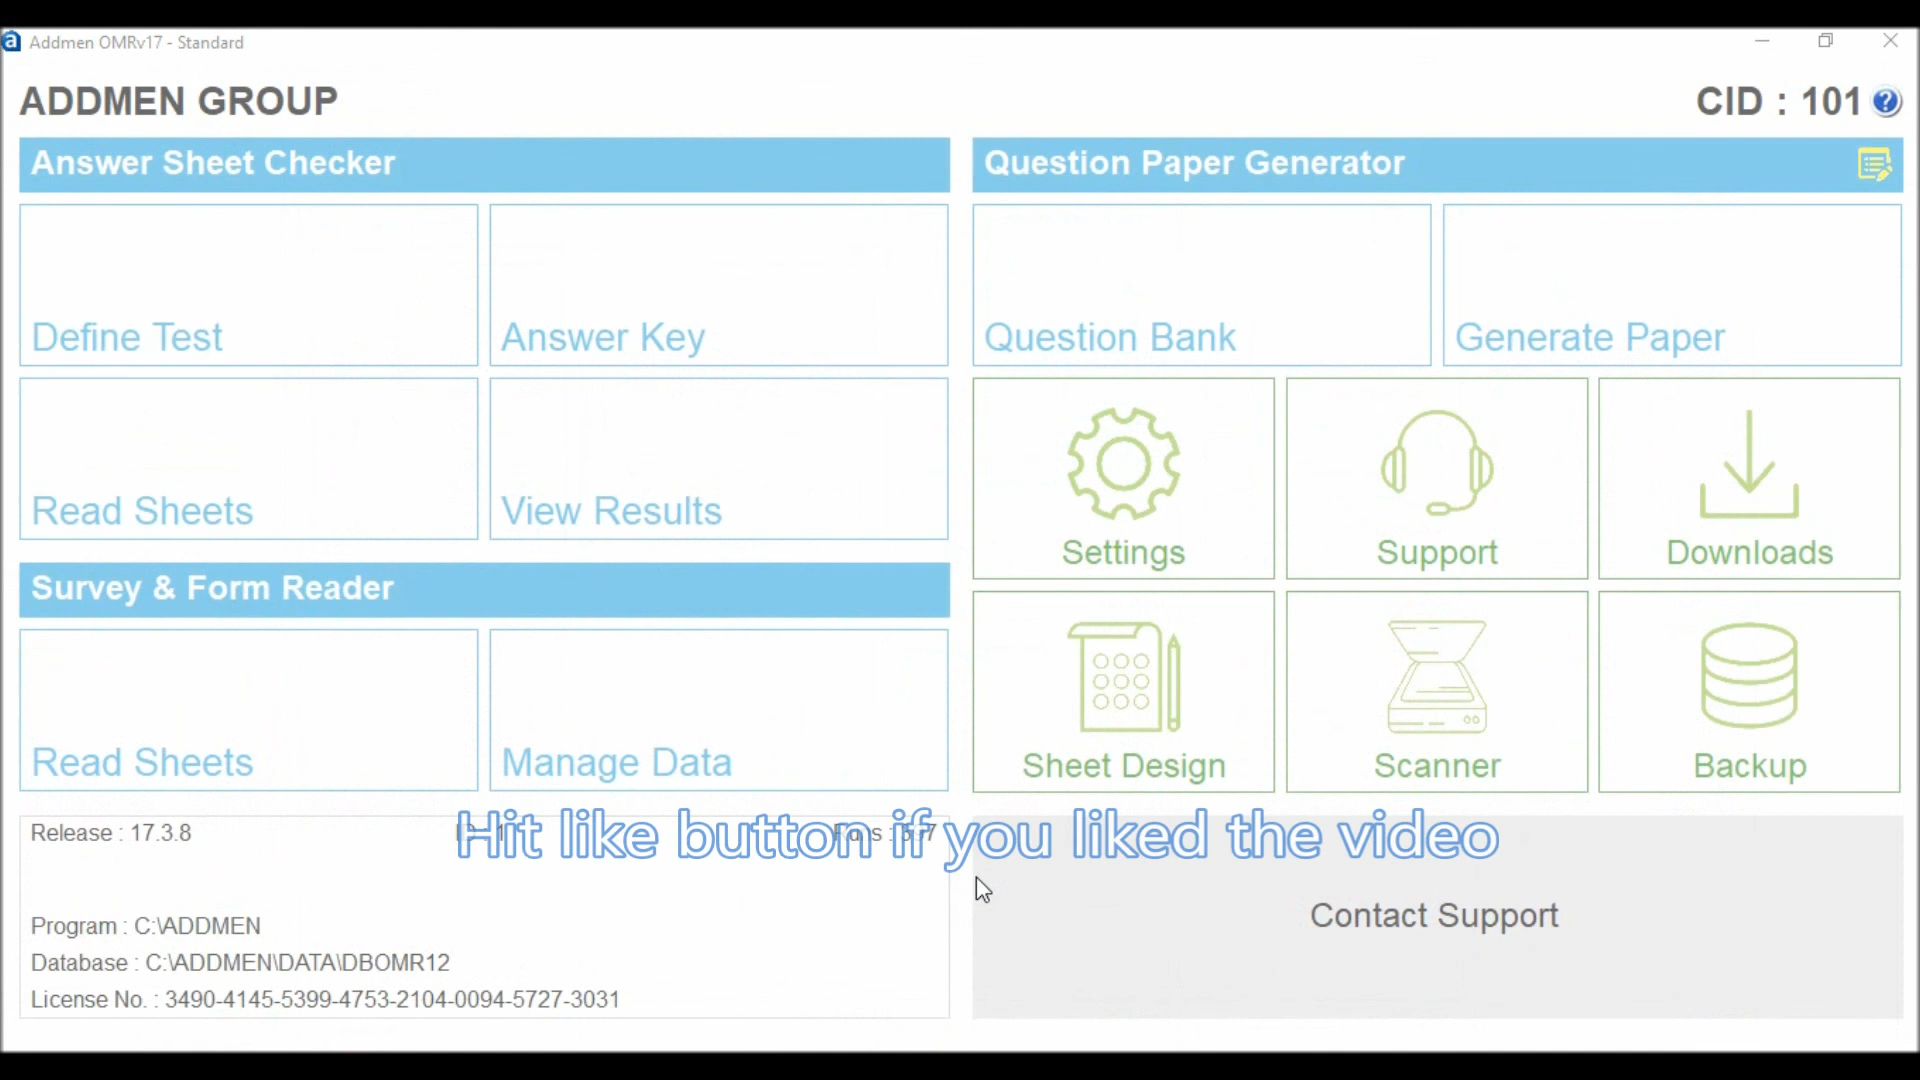 Addmen OMRv17 - Standard
ADDMEN GROUP
CID : 101
Answer Sheet Checker
Define Test
Answer Key
Read Sheets
View Results
Survey & Form Reader
Read Sheets
Manage Data
Question Paper Generator
Question Bank
Generate Paper
Settings
Support
Downloads
Sheet Design
Scanner
Backup
Release : 17.3.8
Hit like button if you liked the video
Program : C:\ADDMEN
Database : C:\ADDMEN\DATA\DBOMR12
License No. : 3490-4145-5399-4753-2104-0094-5727-3031
Contact Support